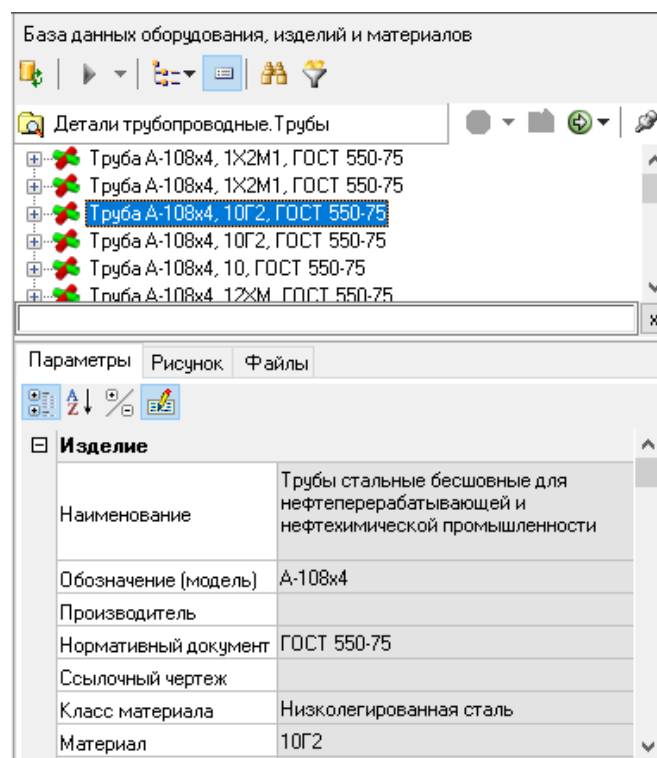 База данных оборудования, изделий и материалов
Детали трубопроводные.Трубы
Труба А-108х4, 1Х2М1, ГОСТ 550-75
Труба А-108х4, 1Х2М1, ГОСТ 550-75
Труба А-108х4, 10Г2, ГОСТ 550-75
Труба А-108х4, 10Г2, ГОСТ 550-75
Труба А-108х4, 10, ГОСТ 550-75
Труба А-108х4, 12ХМ, ГОСТ 550-75
x
Параметры Рисунок Файлы
Изделие
Наименование
Трубы стальные бесшовные для
нефтеперерабатывающей и
нефтехимической промышленности
Обозначение (модель) А-108х4
Производитель
Нормативный документ ГОСТ 550-75
Ссылочный чертеж
Класс материала Низколегированная сталь
Материал 10Г2